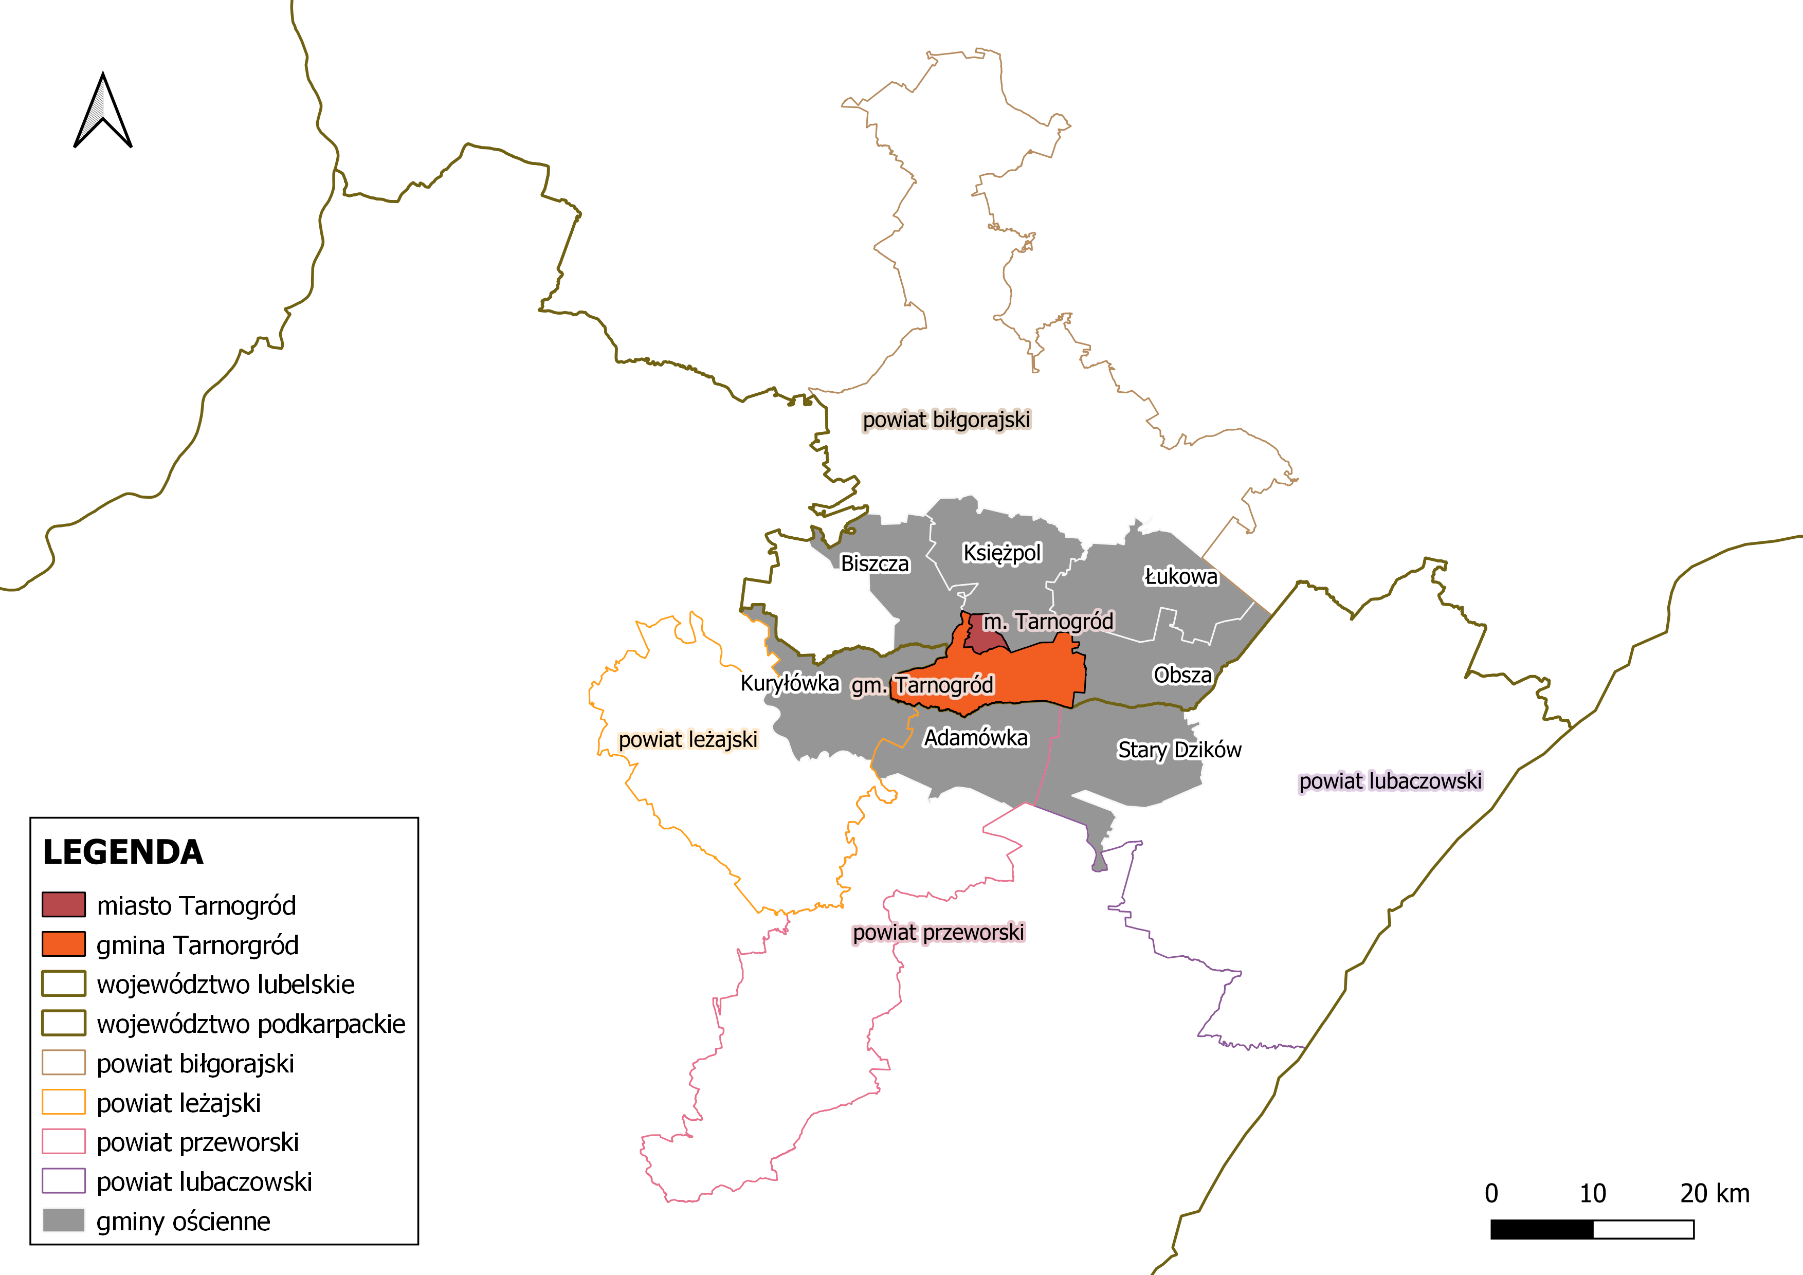 powiat biłgorajski
Księżpol
Biszcza
Łukowa
m. Tarnogród
Obsza
Kuryłówka
gm. Tarnogród
Adamówka
powiat leżajski
Stary Dzików
powiat lubaczowski
powiat przeworski
LEGENDA
miasto Tarnogród
gmina Tarnorgród
województwo lubelskie
województwo podkarpackie
powiat biłgorajski
powiat leżajski
powiat przeworski
powiat lubaczowski
gminy ościenne
0 10 20 km